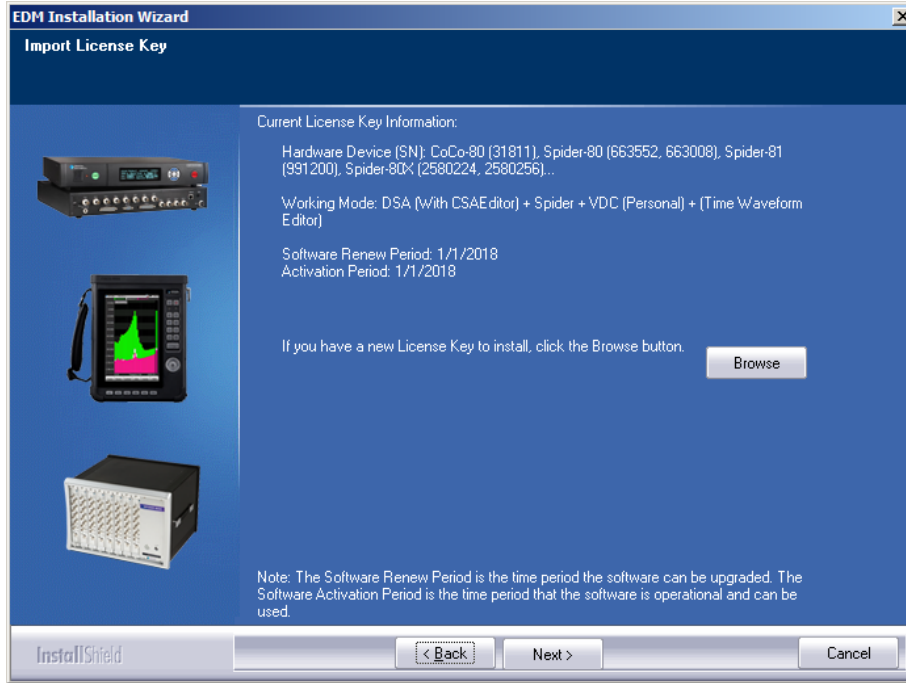 EDM Installation Wizard
Import License Key
Current License Key Information:
Hardware Device (SN): CoCo-80 (31811), Spider-80 (663552, 663008), Spider-81
(991200), Spider-80X (2580224, 2580256)...
Working Mode: DSA (With CSAEditor) + Spider + VDC (Personal) + (Time Waveform
Editor)
Software Renew Period: 1/1/2018
Activation Period: 1/1/2018
If you have a new License Key to install, click the Browse button.
Browse
Note: The Software Renew Period is the time period the software can be upgraded. The
Software Activation Period is the time period that the software is operational and can be
used.
InstallShield
< Back
Next >
Cancel